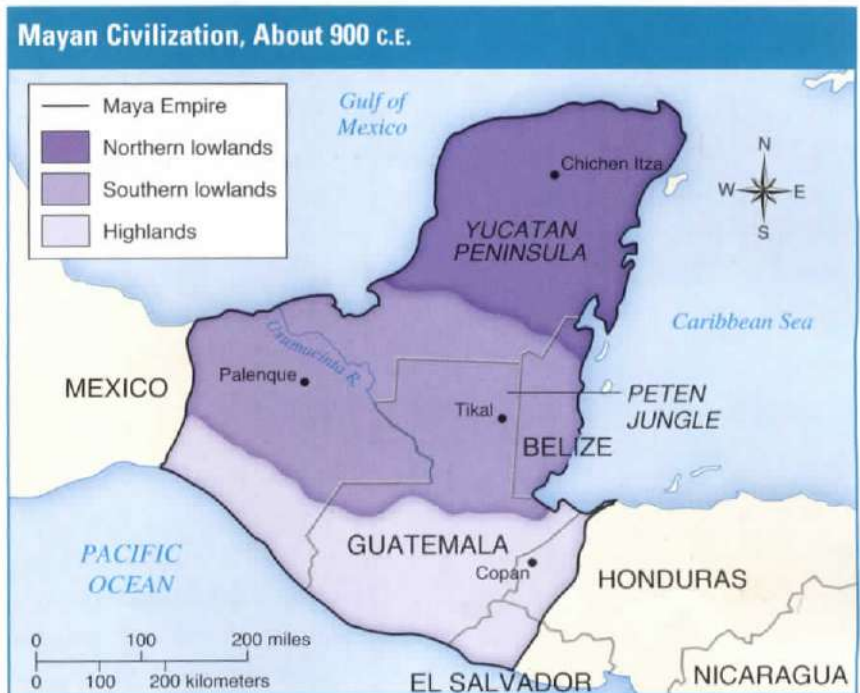 Mayan Civilization, About 900 C.E.
Maya Empire
Northern lowlands
Southern lowlands
Highlands
Gulf of
Mexico
Chichen Itza
N
W
E
S
YUCATAN
PENINSULA
Caribbean Sea
Usumucinta R.
Palenque
MEXICO
Tikal
PETEN
JUNGLE
BELIZE
GUATEMALA
PACIFIC
OCEAN
Copán
HONDURAS
0 100 200 miles
0 100 200 kilometers
EL SALVADOR
NICARAGUA